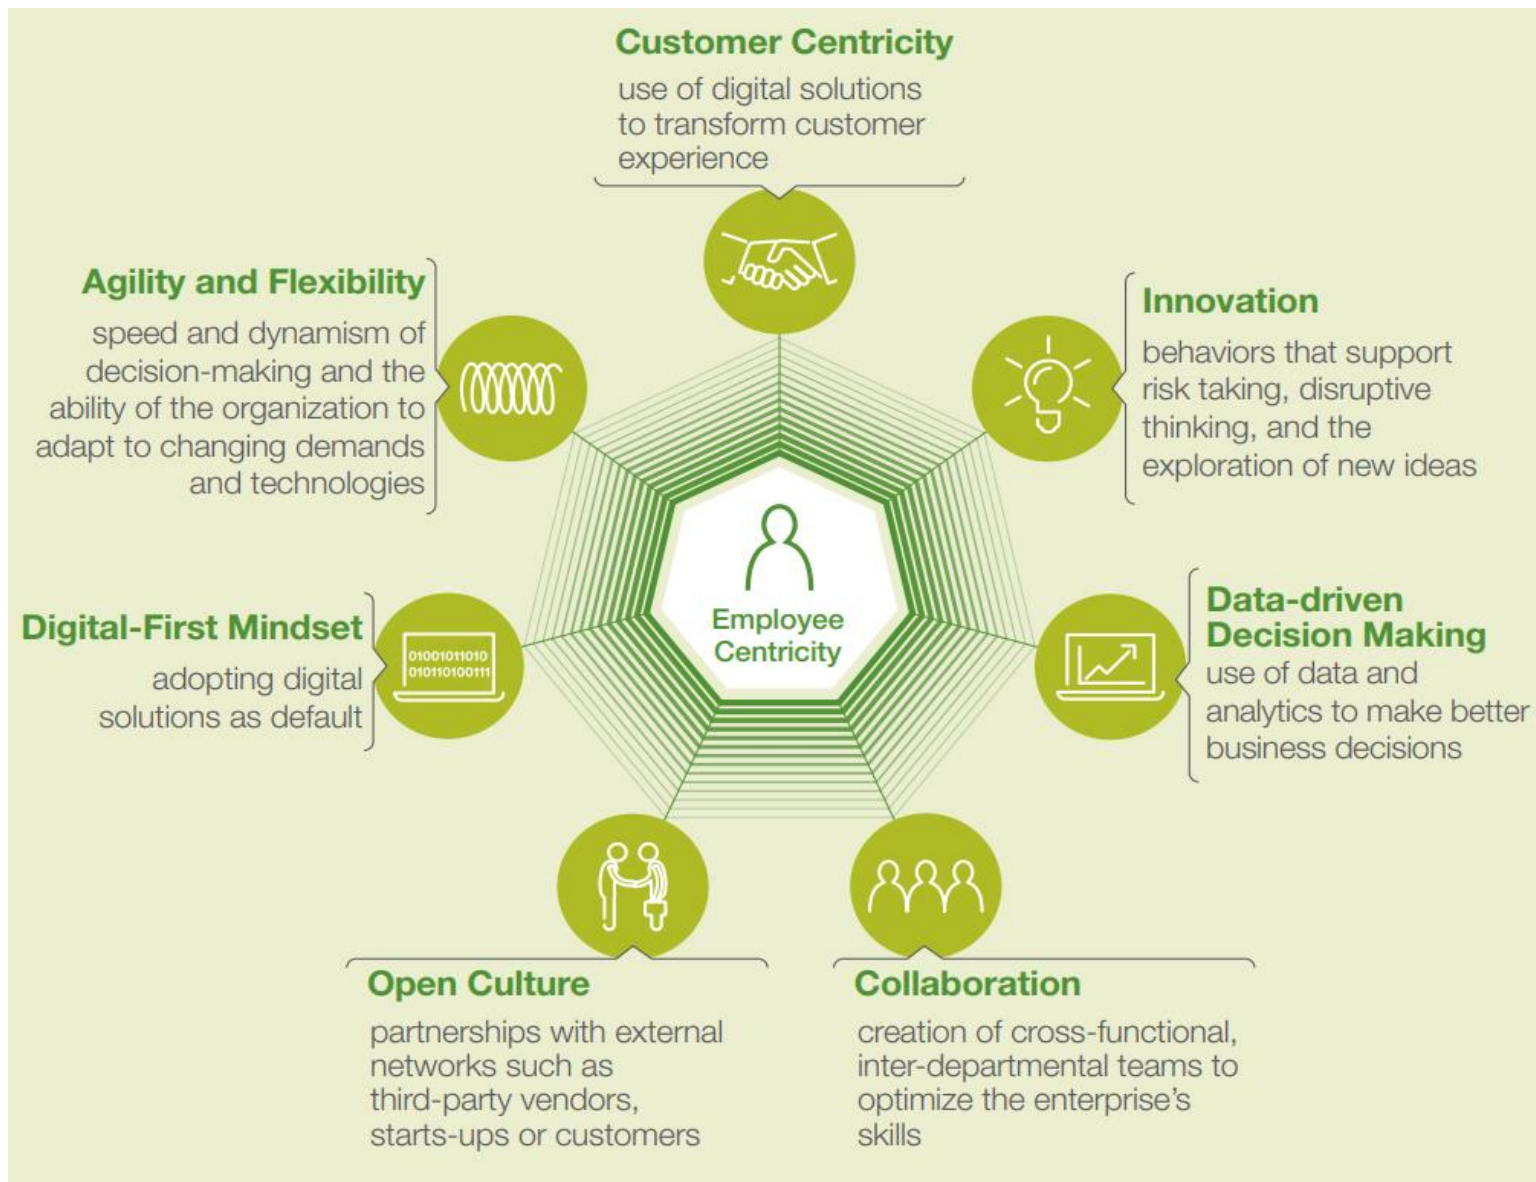 Customer Centricity
use of digital solutions
to transform customer
experience
Agility and Flexibility
speed and dynamism of
decision-making and the
ability of the organization to
adapt to changing demands
and technologies
Innovation
behaviors that support
risk taking, disruptive
thinking, and the
exploration of new ideas
Employee
Centricity
Digital-First Mindset
adopting digital
solutions as default
01001011010
010110100111
Data-driven
Decision Making
use of data and
analytics to make better
business decisions
Open Culture
partnerships with external
networks such as
third-party vendors,
starts-ups or customers
Collaboration
creation of cross-functional,
inter-departmental teams to
optimize the enterprise's
skills